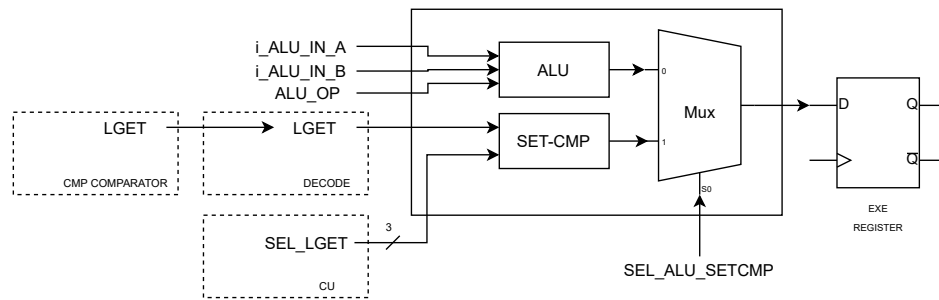 i_ALU_IN_A
i_ALU_IN_B
ALU_OP
ALU
0
Mux
D
Q
LGET
LGET
SET-CMP
1
Q
CMP COMPARATOR
DECODE
S0
EXE
REGISTER
3
SEL_LGET
CU
SEL_ALU_SETCMP